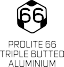 66
PROLITE 66
TRIPLE BUTTED
ALUMINIUM